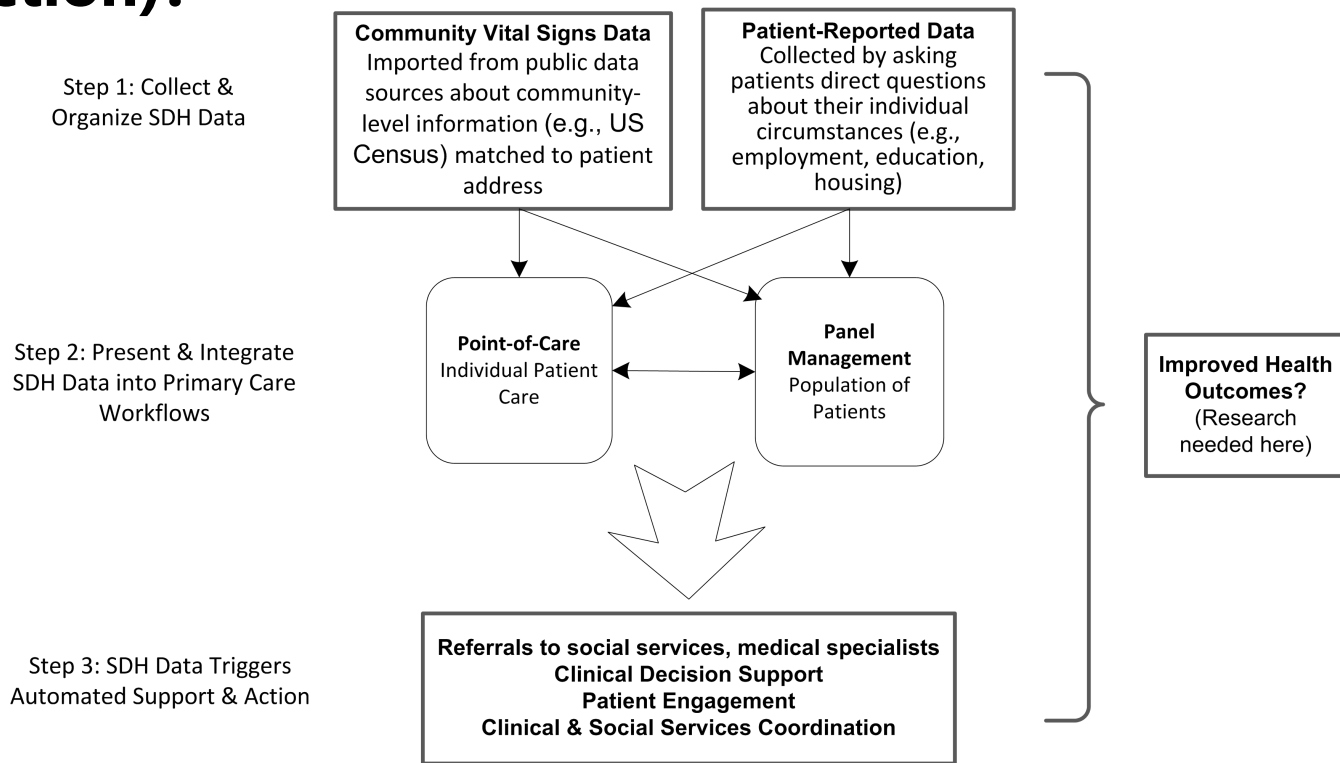 Step 1: Collect &
Organize SDH Data
Community Vital Signs Data
Imported from public data
sources about community-
level information (e.g., US
Census) matched to patient
address
Patient-Reported Data
Collected by asking
patients direct questions
about their individual
circumstances (e.g.,
employment, education,
housing)
Step 2: Present & Integrate
SDH Data into Primary Care
Workflows
Point-of-Care
Individual Patient
Care
Panel
Management
Population of
Patients
Improved Health
Outcomes?
(Research
needed here)
Step 3: SDH Data Triggers
Automated Support & Action
Referrals to social services, medical specialists
Clinical Decision Support
Patient Engagement
Clinical & Social Services Coordination